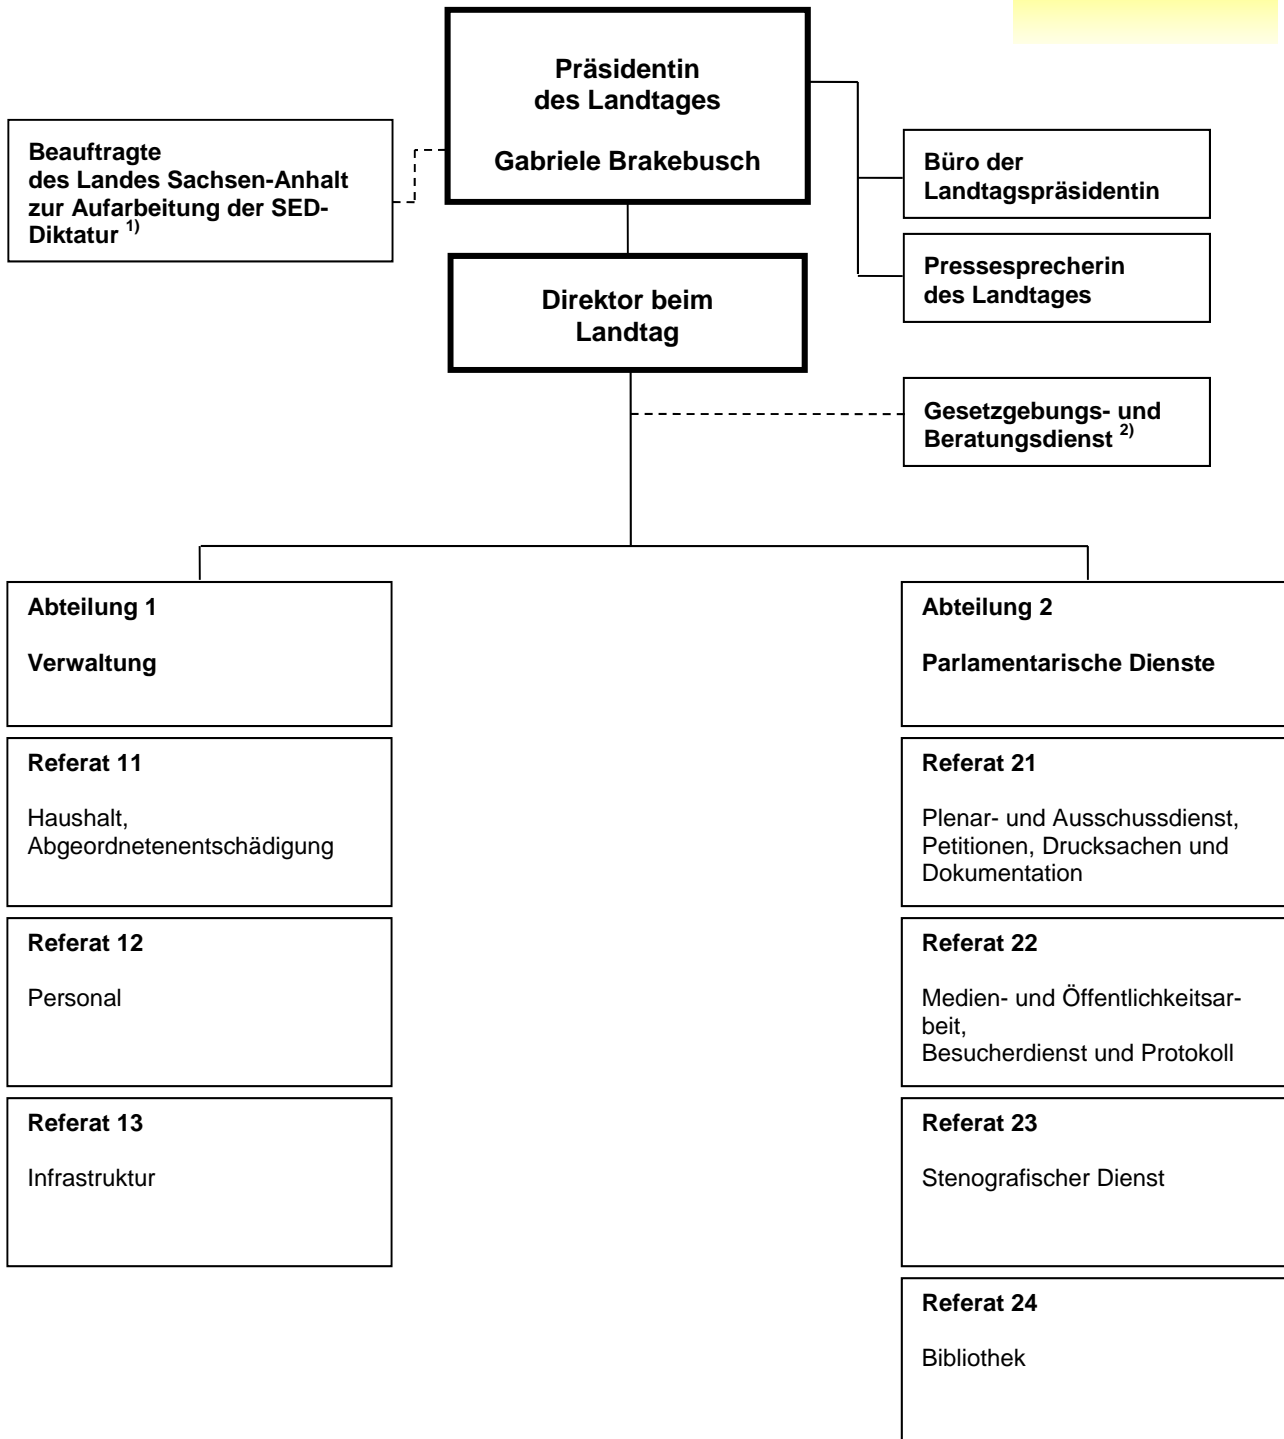 Präsidentin
des Landtages
Gabriele Brakebusch
Beauftragte
des Landes Sachsen-Anhalt
zur Aufarbeitung der SED-
Diktatur 1)
Büro der
Landtagspräsidentin
Pressesprecherin
des Landtages
Direktor beim
Landtag
Gesetzgebungs- und
Beratungsdienst 2)
Abteilung 1
Verwaltung
Referat 11
Haushalt,
Abgeordnetenentschädigung
Referat 12
Personal
Referat 13
Infrastruktur
Abteilung 2
Parlamentarische Dienste
Referat 21
Plenar- und Ausschussdienst,
Petitionen, Drucksachen und
Dokumentation
Referat 22
Medien- und Öffentlichkeitsar-
beit,
Besucherdienst und Protokoll
Referat 23
Stenografischer Dienst
Referat 24
Bibliothek